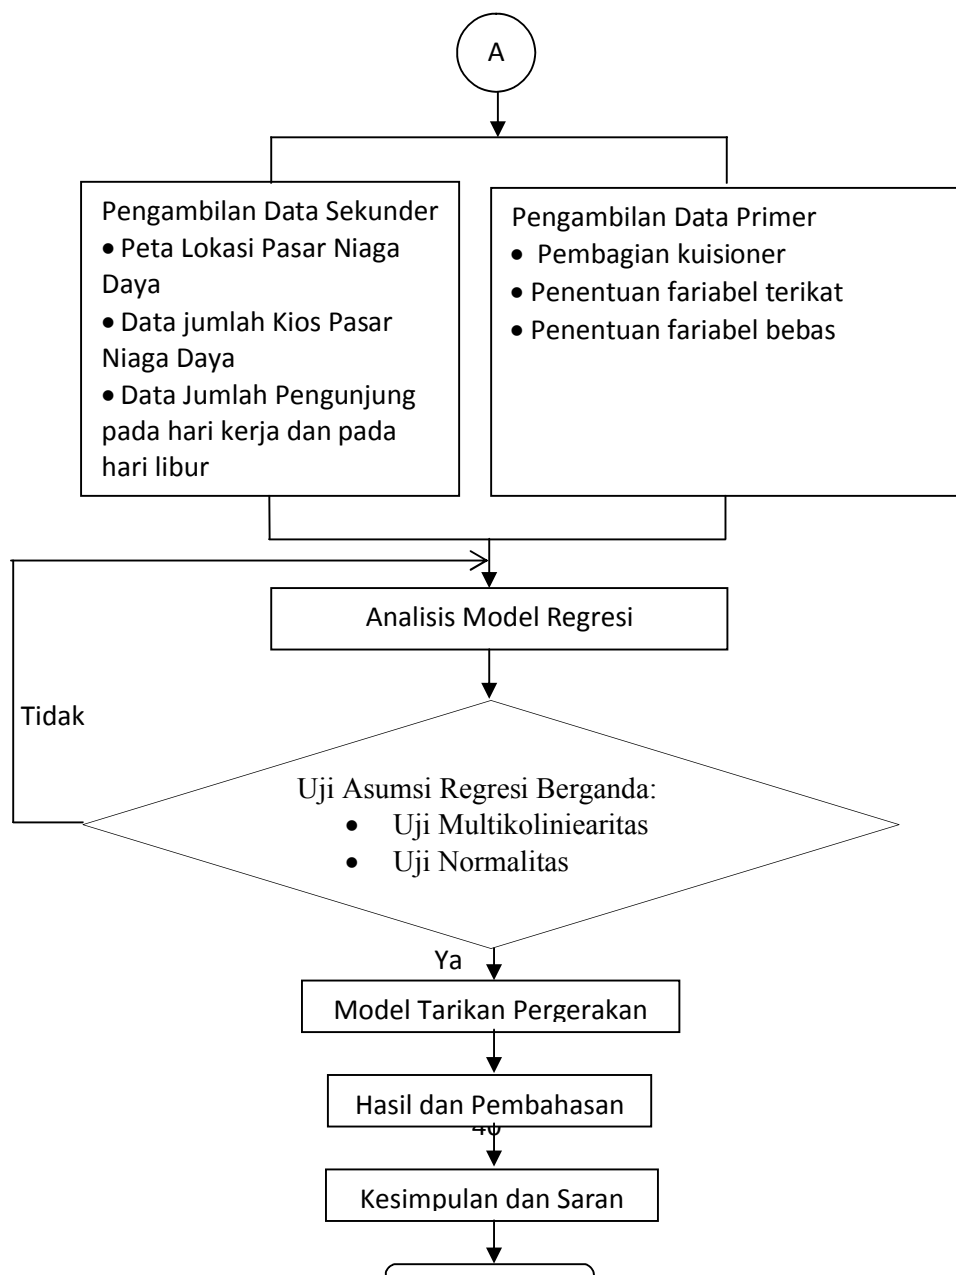 A
Pengambilan Data Sekunder
• Peta Lokasi Pasar Niaga
Daya
• Data jumlah Kios Pasar
Niaga Daya
• Data Jumlah Pengunjung
pada hari kerja dan pada
hari libur
Pengambilan Data Primer
• Pembagian kuisioner
• Penentuan fariabel terikat
• Penentuan fariabel bebas
Analisis Model Regresi
Tidak
Uji Asumsi Regresi Berganda:
• Uji Multikoliniearitas
• Uji Normalitas
Ya
Model Tarikan Pergerakan
Hasil dan Pembahasan
Kesimpulan dan Saran